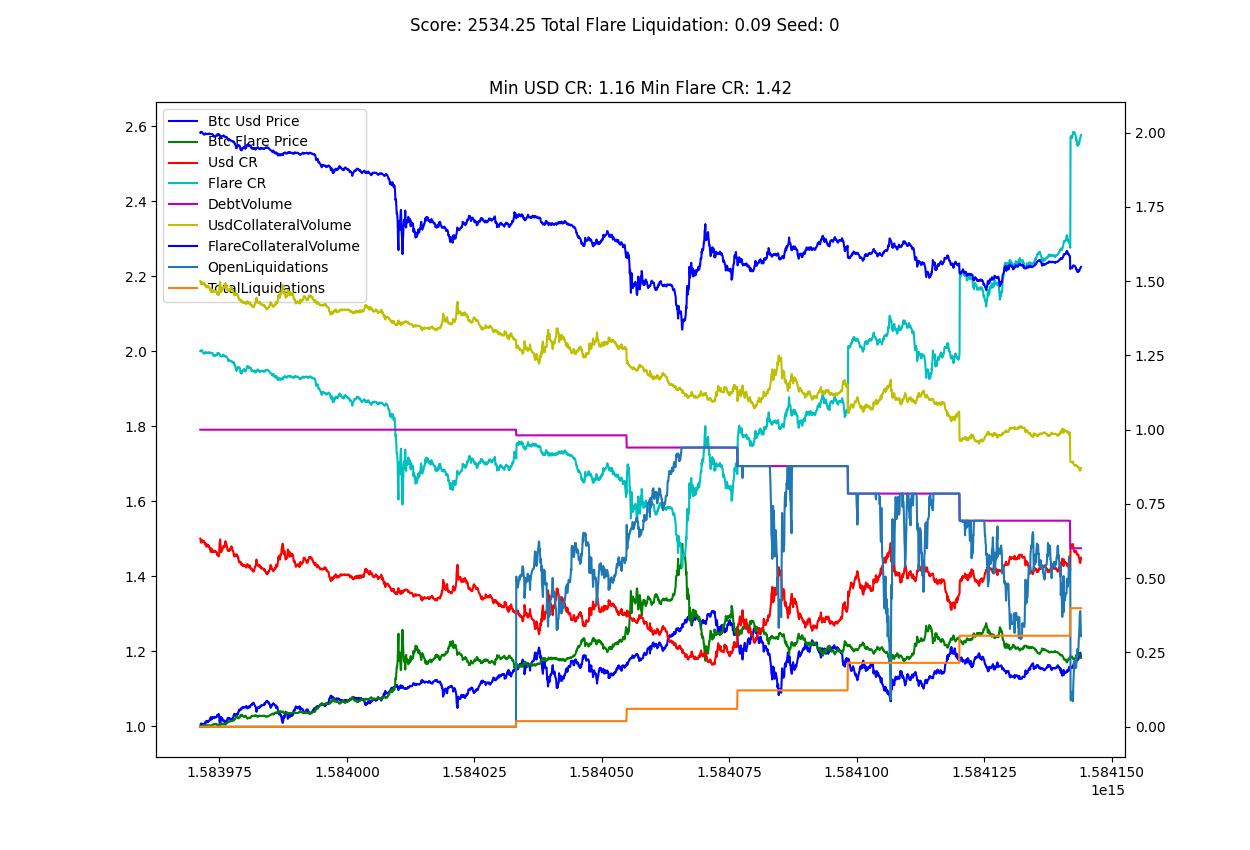 Score: 2534.25 Total Flare Liquidation: 0.09 Seed: 0
Min USD CR: 1.16 Min Flare CR: 1.42
Btc Usd Price
Btc Flare Price
Usd CR
Flare CR
DebtVolume
UsdCollateralVolume
FlareCollateralVolume
OpenLiquidations
TotalLiquidations
2.6
2.4
2.2
2.0
1.8
1.6
1.4
1.2
1.0
2.00
1.75
1.50
1.25
1.00
0.75
0.50
0.25
0.00
1.583975 1.584000 1.584025 1.584050 1.584075 1.584100 1.584125 1.584150
1e15